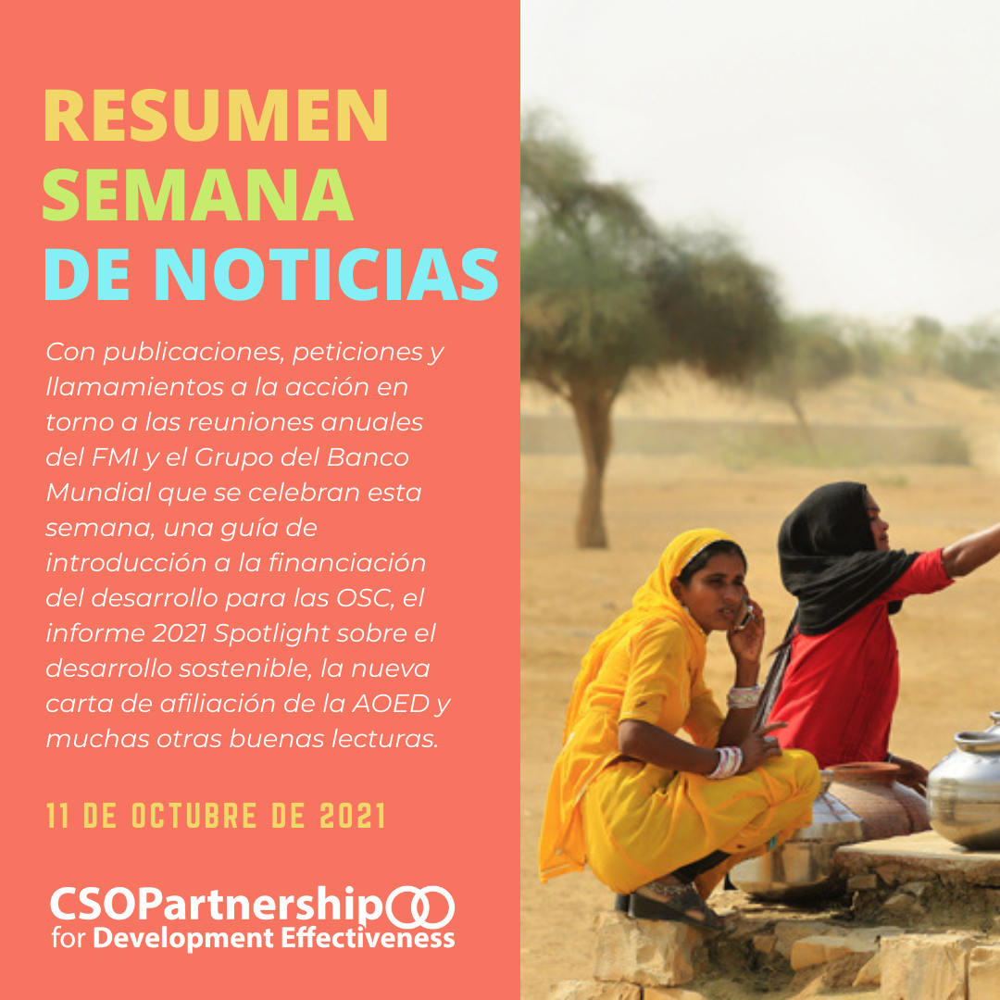 RESUMEN
SEMANA
DE NOTICIAS
Con publicaciones, peticiones y
llamamientos a la acción en
torno a las reuniones anuales
del FMI y el Grupo del Banco
Mundial que se celebran esta
semana, una guía de
introducción a la financiación
del desarrollo para las OSC, el
informe 2021 Spotlight sobre el
desarrollo sostenible, la nueva
carta de afiliación de la AOED y
muchas otras buenas lecturas.
11 DE OCTUBRE DE 2021
CSOPartnership
for Development Effectiveness